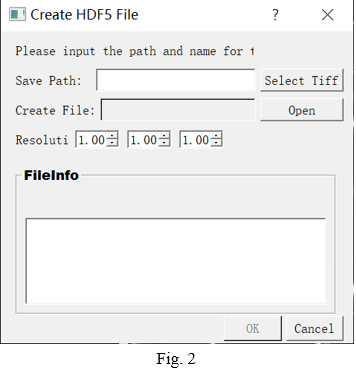 Create HDF5 File ?
Please input the path and name for t
Save Path: Select Tiff
Create File: Open
Resoluti 1.00 1.00 1.00
FileInfo
OK Cancel
Fig. 2